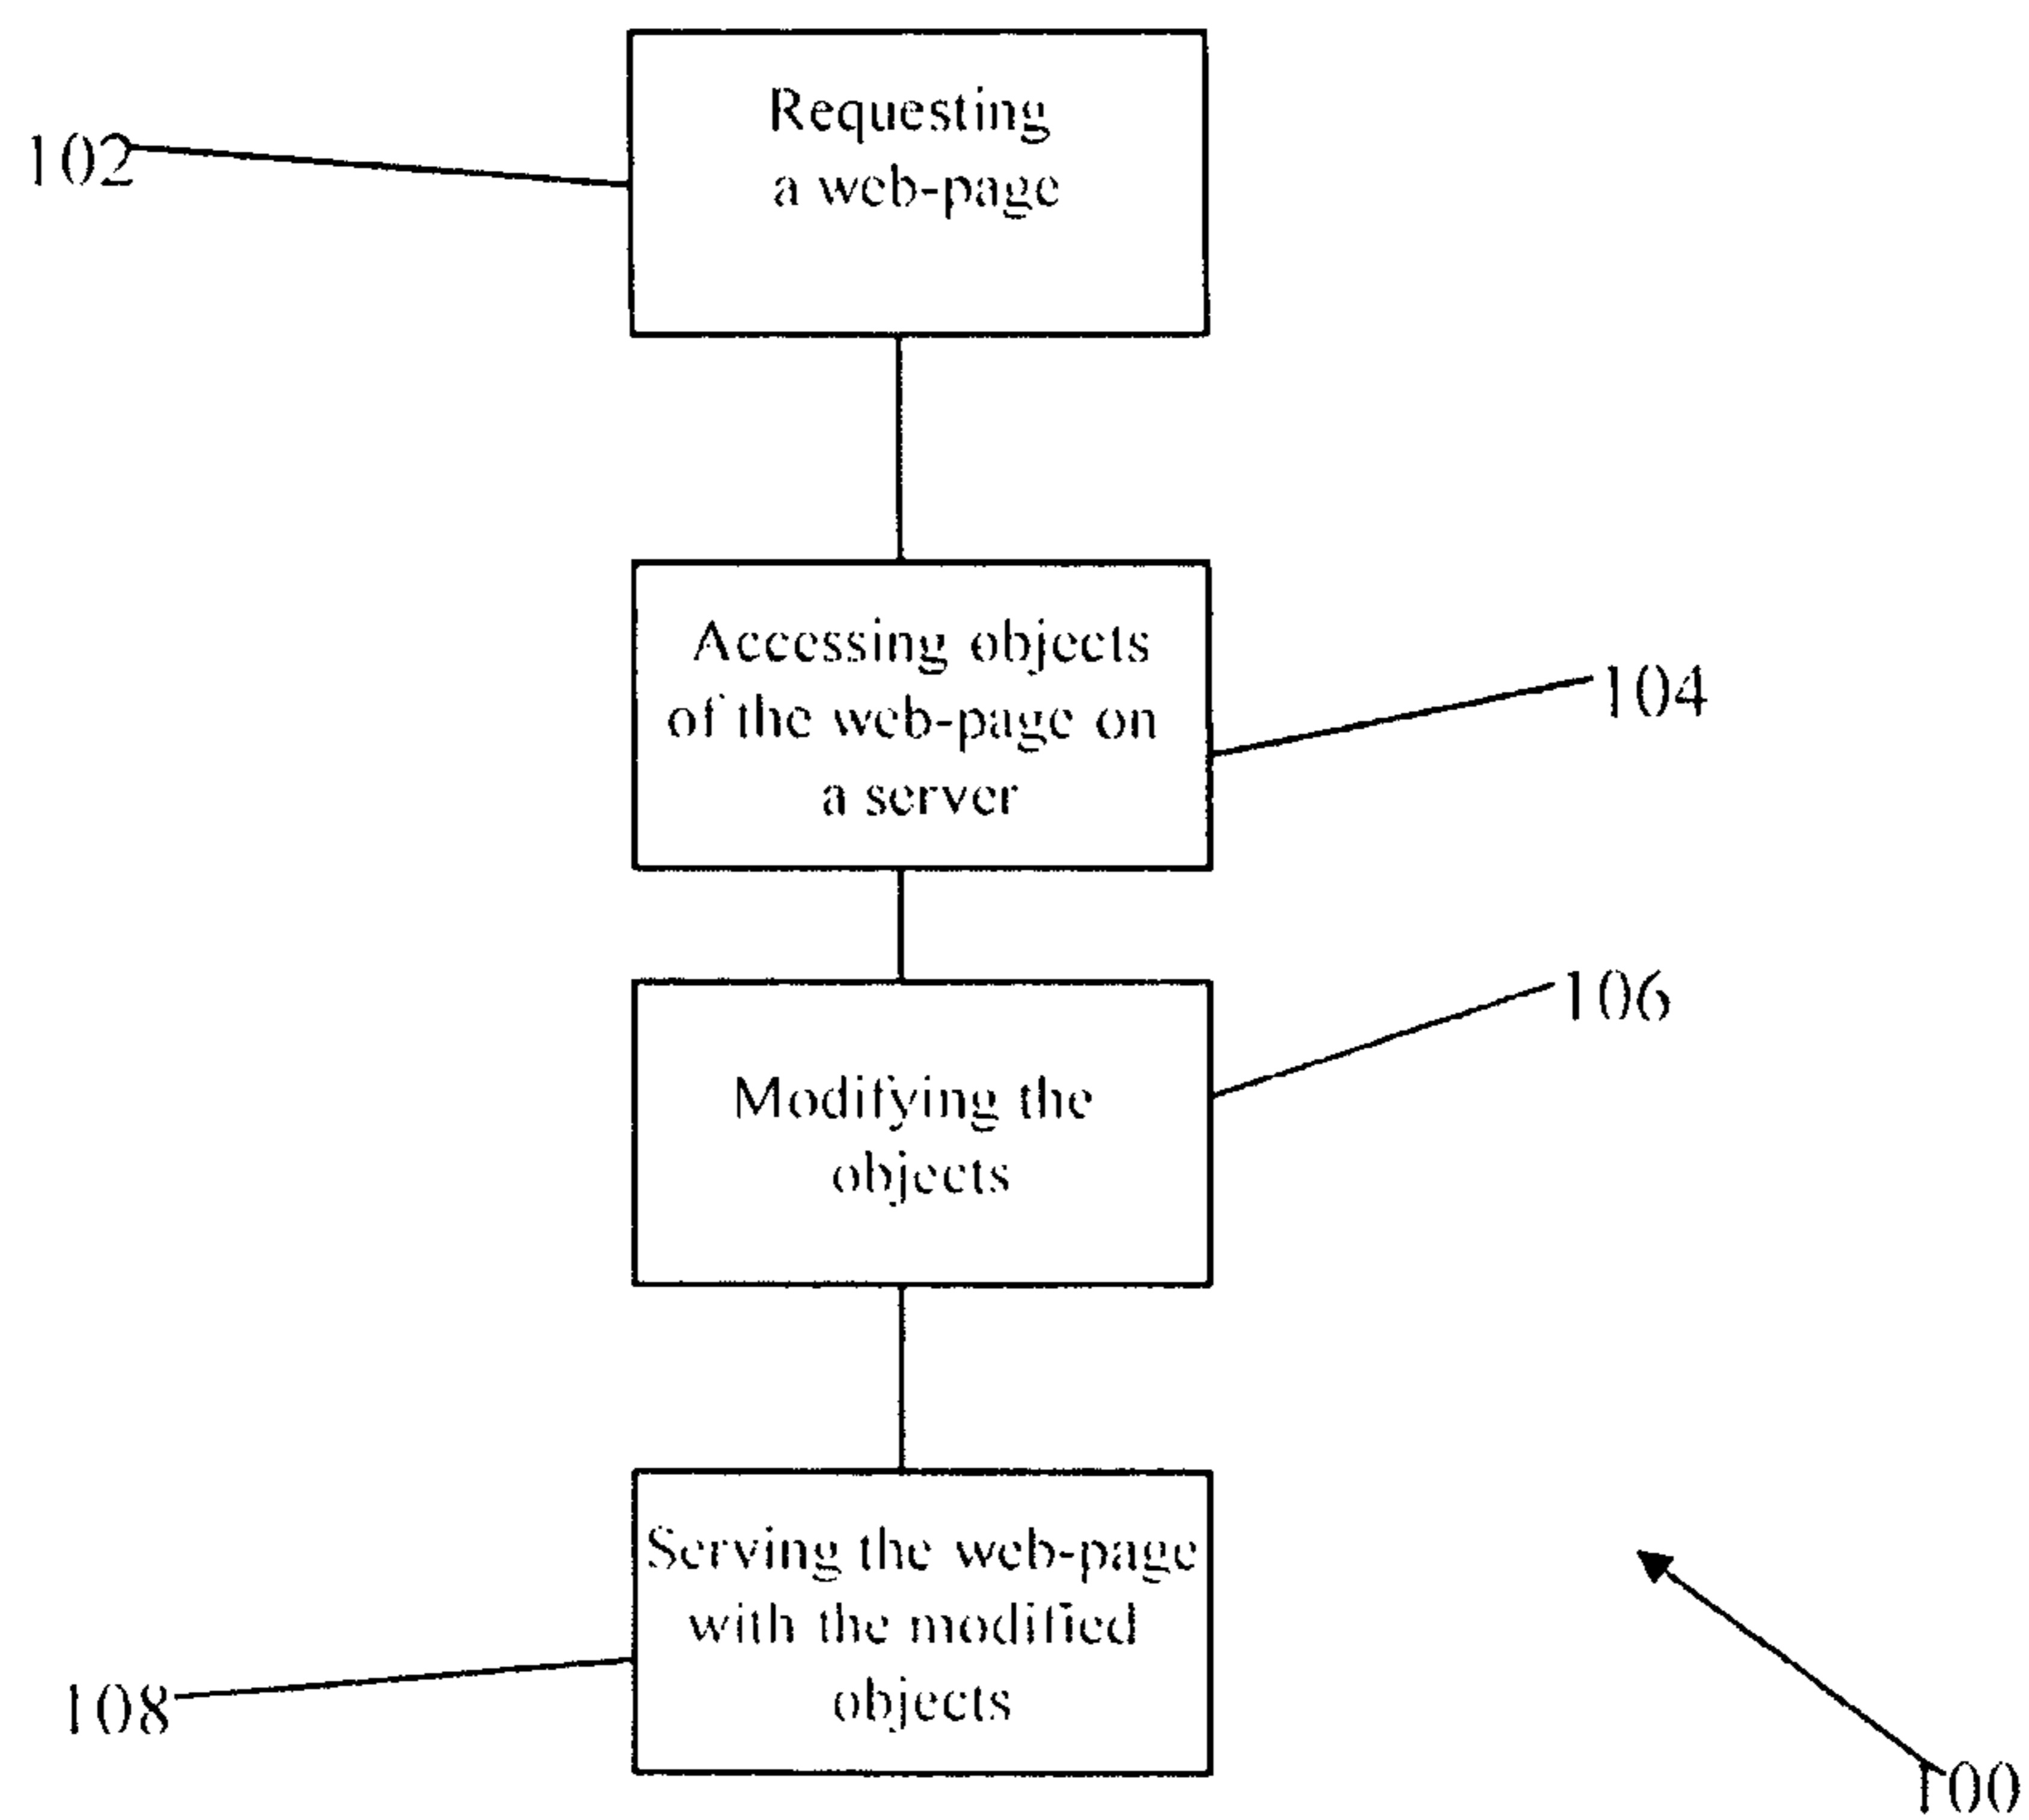 Requesting
a web-page
102
Accessing objects
of the web-page on
a server
104
Modifying the
objects
106
Serving the web-page
with the modified
objects
108
100